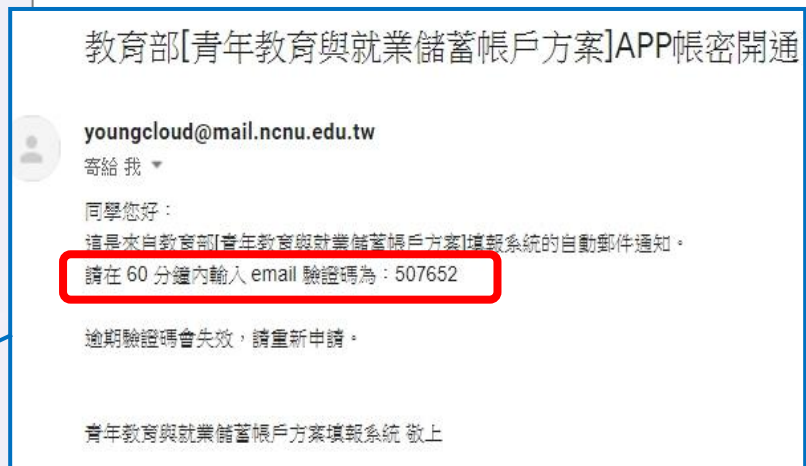 教育部[青年教育與就業儲蓄帳戶方案]APP帳密開通
youngcloud@mail.ncnu.edu.tw
寄給 我
同學您好：
這是來自教育部[青年教育與就業儲蓄帳戶方案]填報系統的自動郵件通知。
請在 60 分鐘內輸入 email 驗證碼為：507652
逾期驗證碼會失效，請重新申請。
青年教育與就業儲蓄帳戶方案填報系統 敬上